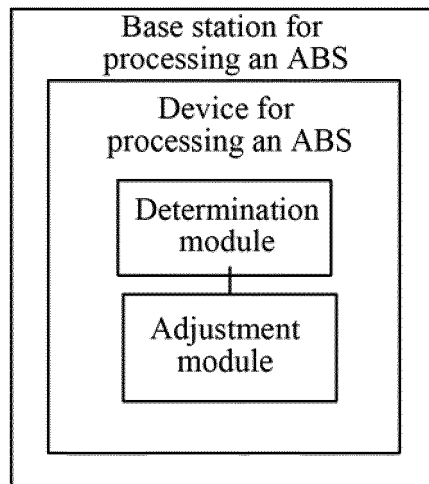 Base station for
processing an ABS
Device for
processing an ABS
Determination
module
Adjustment
module